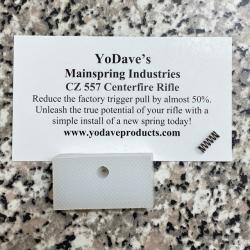 YoDave's
Mainspring Industries
CZ 557 Centerfire Rifle
Reduce the factory trigger pull by almost 50%.
Unleash the true potential of your rifle with a
simple install of a new spring today!
www.yodaveproducts.com